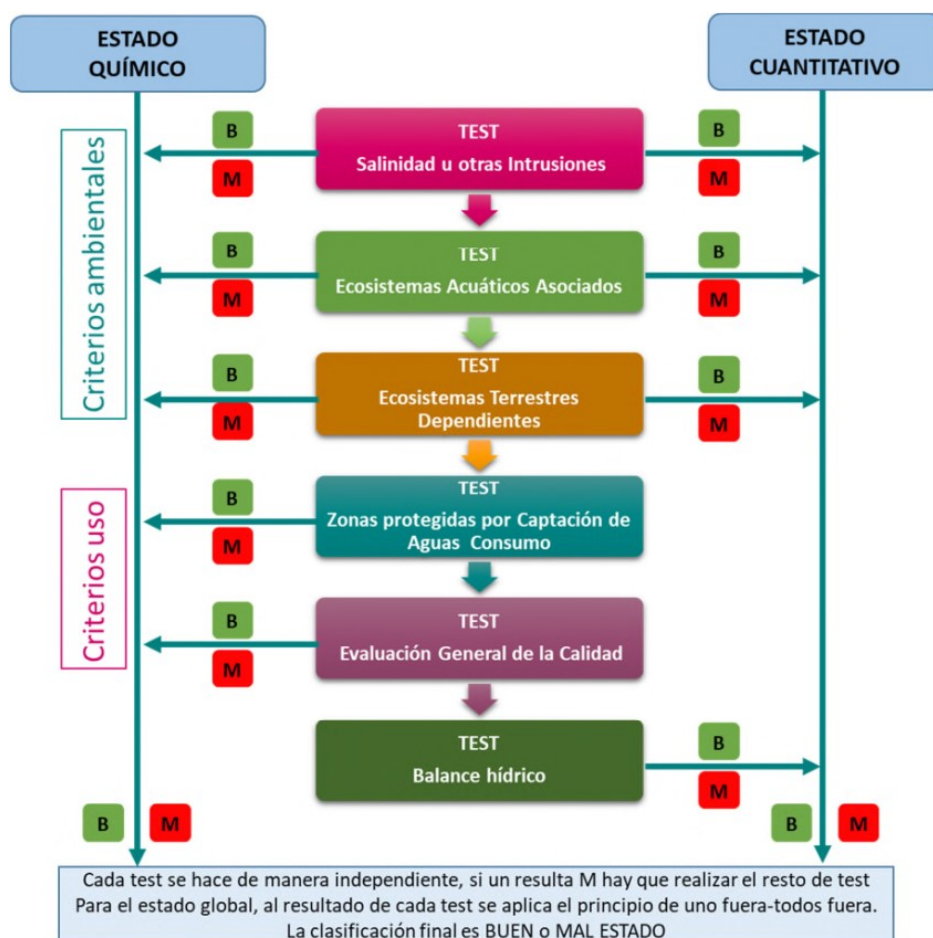 ESTADO
QUÍMICO
ESTADO
CUANTITATIVO
Criterios ambientales
B
M
TEST
Salinidad u otras Intrusiones
B
M
B
M
TEST
Ecosistemas Acuáticos Asociados
B
M
B
M
TEST
Ecosistemas Terrestres
Dependientes
B
M
Criterios uso
B
M
TEST
Zonas protegidas por Captación de
Aguas Consumo
B
M
TEST
Evaluación General de la Calidad
TEST
Balance hídrico
B
M
B
M
B
M
Cada test se hace de manera independiente, si un resulta M hay que realizar el resto de test
Para el estado global, al resultado de cada test se aplica el principio de uno fuera-todos fuera.
La clasificación final es BUEN o MAL ESTADO